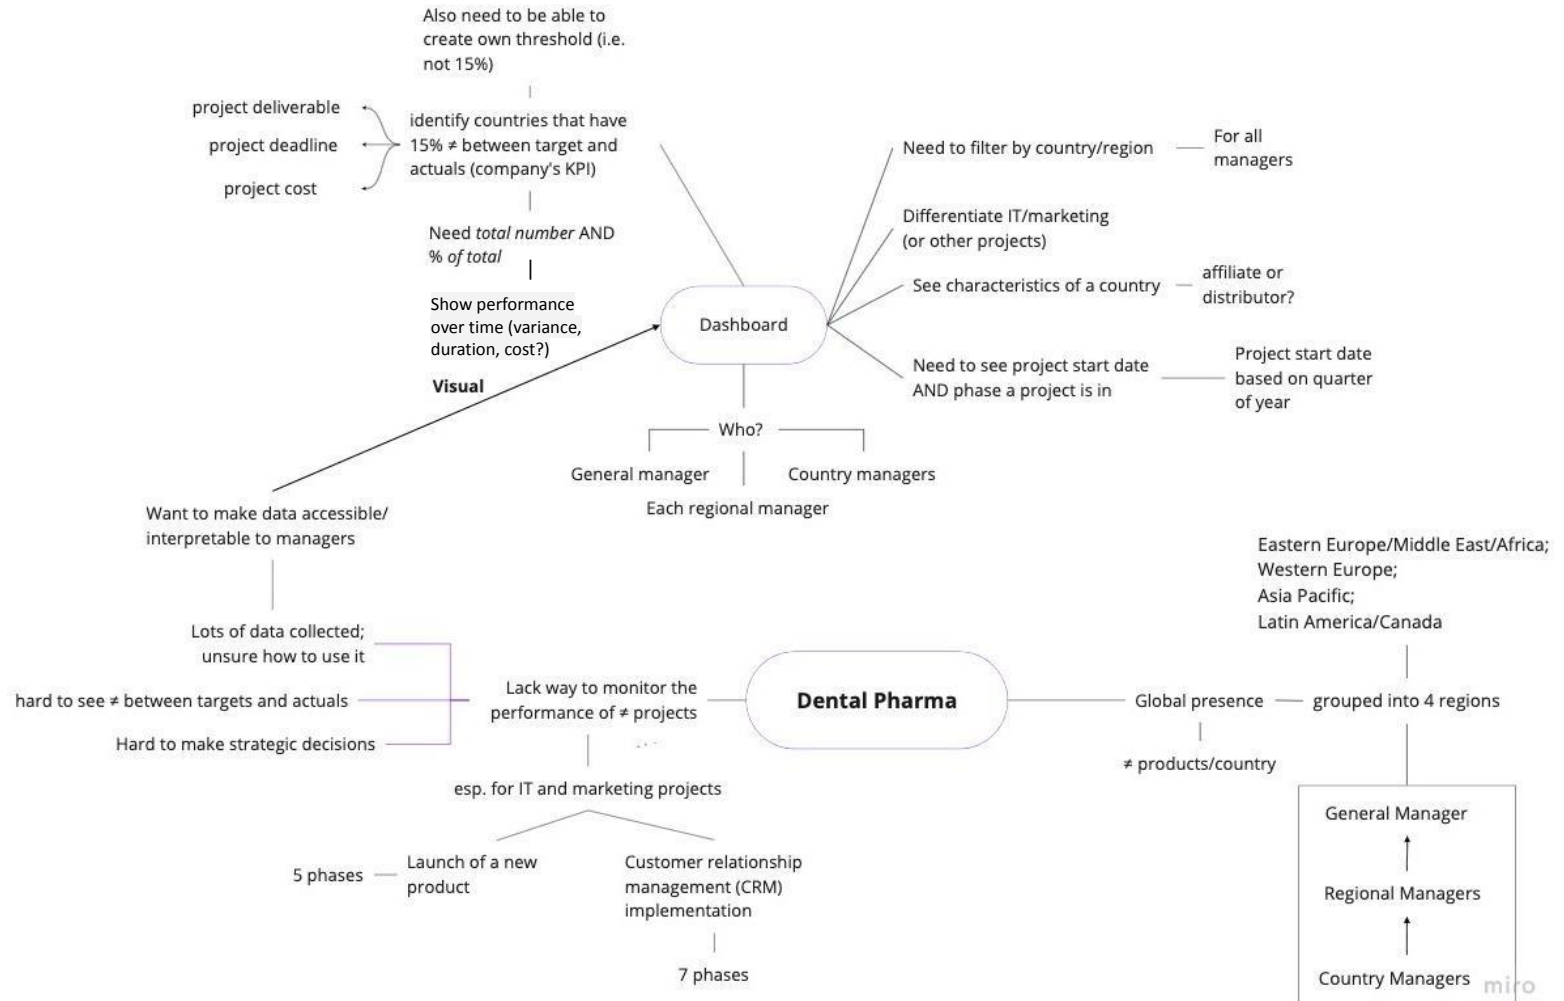 Also need to be able to
create own threshold (i.e.
not 15%)
project deliverable
project deadline
project cost
identify countries that have
15% ≠ between target and
actuals (company's KPI)
Need total number AND
% of total
Show performance
over time (variance,
duration, cost?)
Visual
Dashboard
Need to filter by country/region
For all
managers
Differentiate IT/marketing
(or other projects)
See characteristics of a country
affiliate or
distributor?
Need to see project start date
AND phase a project is in
Project start date
based on quarter
of year
Who?
General manager
Country managers
Each regional manager
Want to make data accessible/
interpretable to managers
Lots of data collected;
unsure how to use it
hard to see ≠ between targets and actuals
Hard to make strategic decisions
Lack way to monitor the
performance of ≠ projects
esp. for IT and marketing projects
5 phases
Launch of a new
product
Customer relationship
management (CRM)
implementation
7 phases
Dental Pharma
Global presence
≠ products/country
grouped into 4 regions
Eastern Europe/Middle East/Africa;
Western Europe;
Asia Pacific;
Latin America/Canada
General Manager
Regional Managers
Country Managers
miro